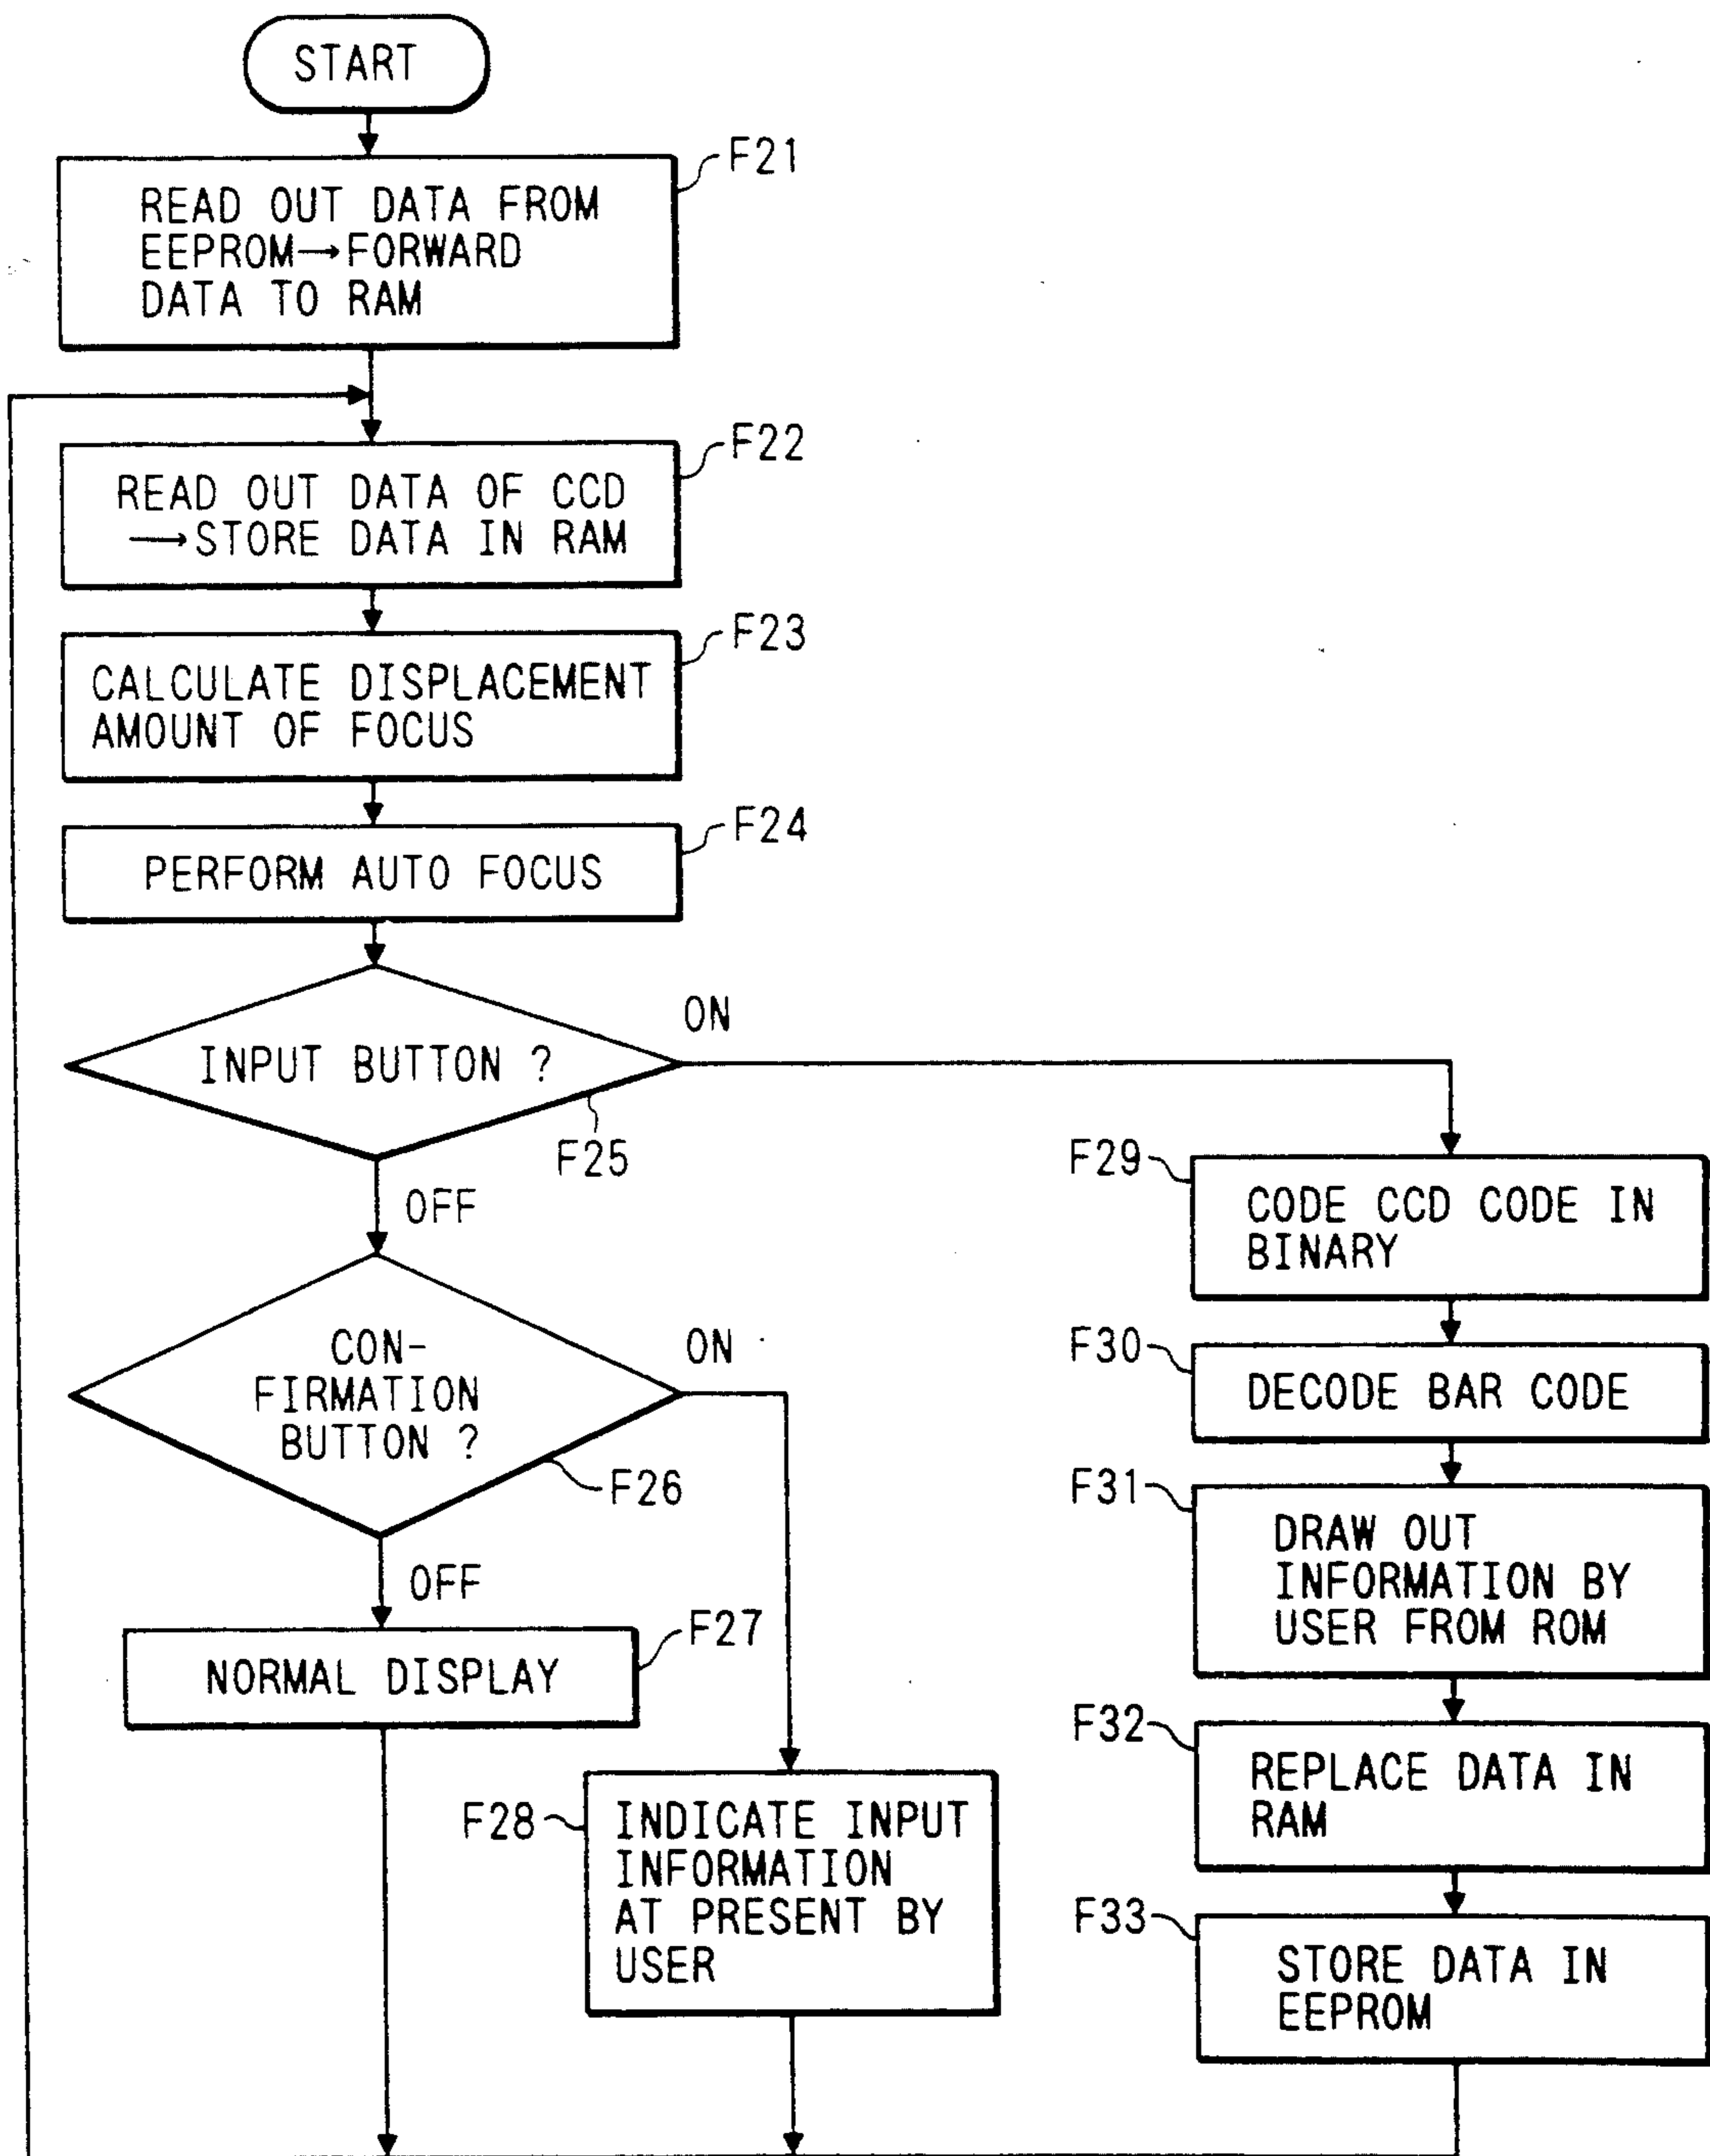 START
F21
READ OUT DATA FROM
EEPROM→FORWARD
DATA TO RAM
F22
READ OUT DATA OF CCD
→STORE DATA IN RAM
F23
CALCULATE DISPLACEMENT
AMOUNT OF FOCUS
F24
PERFORM AUTO FOCUS
ON
INPUT BUTTON ?
F25
OFF
CON-
FIRMATION
BUTTON ?
ON
F26
OFF
F27
NORMAL DISPLAY
F28
INDICATE INPUT
INFORMATION
AT PRESENT BY
USER
F29
CODE CCD CODE IN
BINARY
F30
DECODE BAR CODE
F31
DRAW OUT
INFORMATION BY
USER FROM ROM
F32
REPLACE DATA IN
RAM
F33
STORE DATA IN
EEPROM